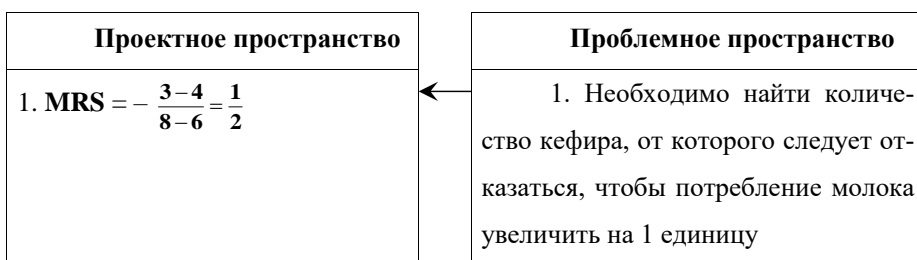 Проектное пространство
1. MRS = – 3 – 4 / 8 – 6 = 1 / 2
Проблемное пространство
1. Необходимо найти количе-
ство кефира, от которого следует от-
казаться, чтобы потребление молока
увеличить на 1 единицу